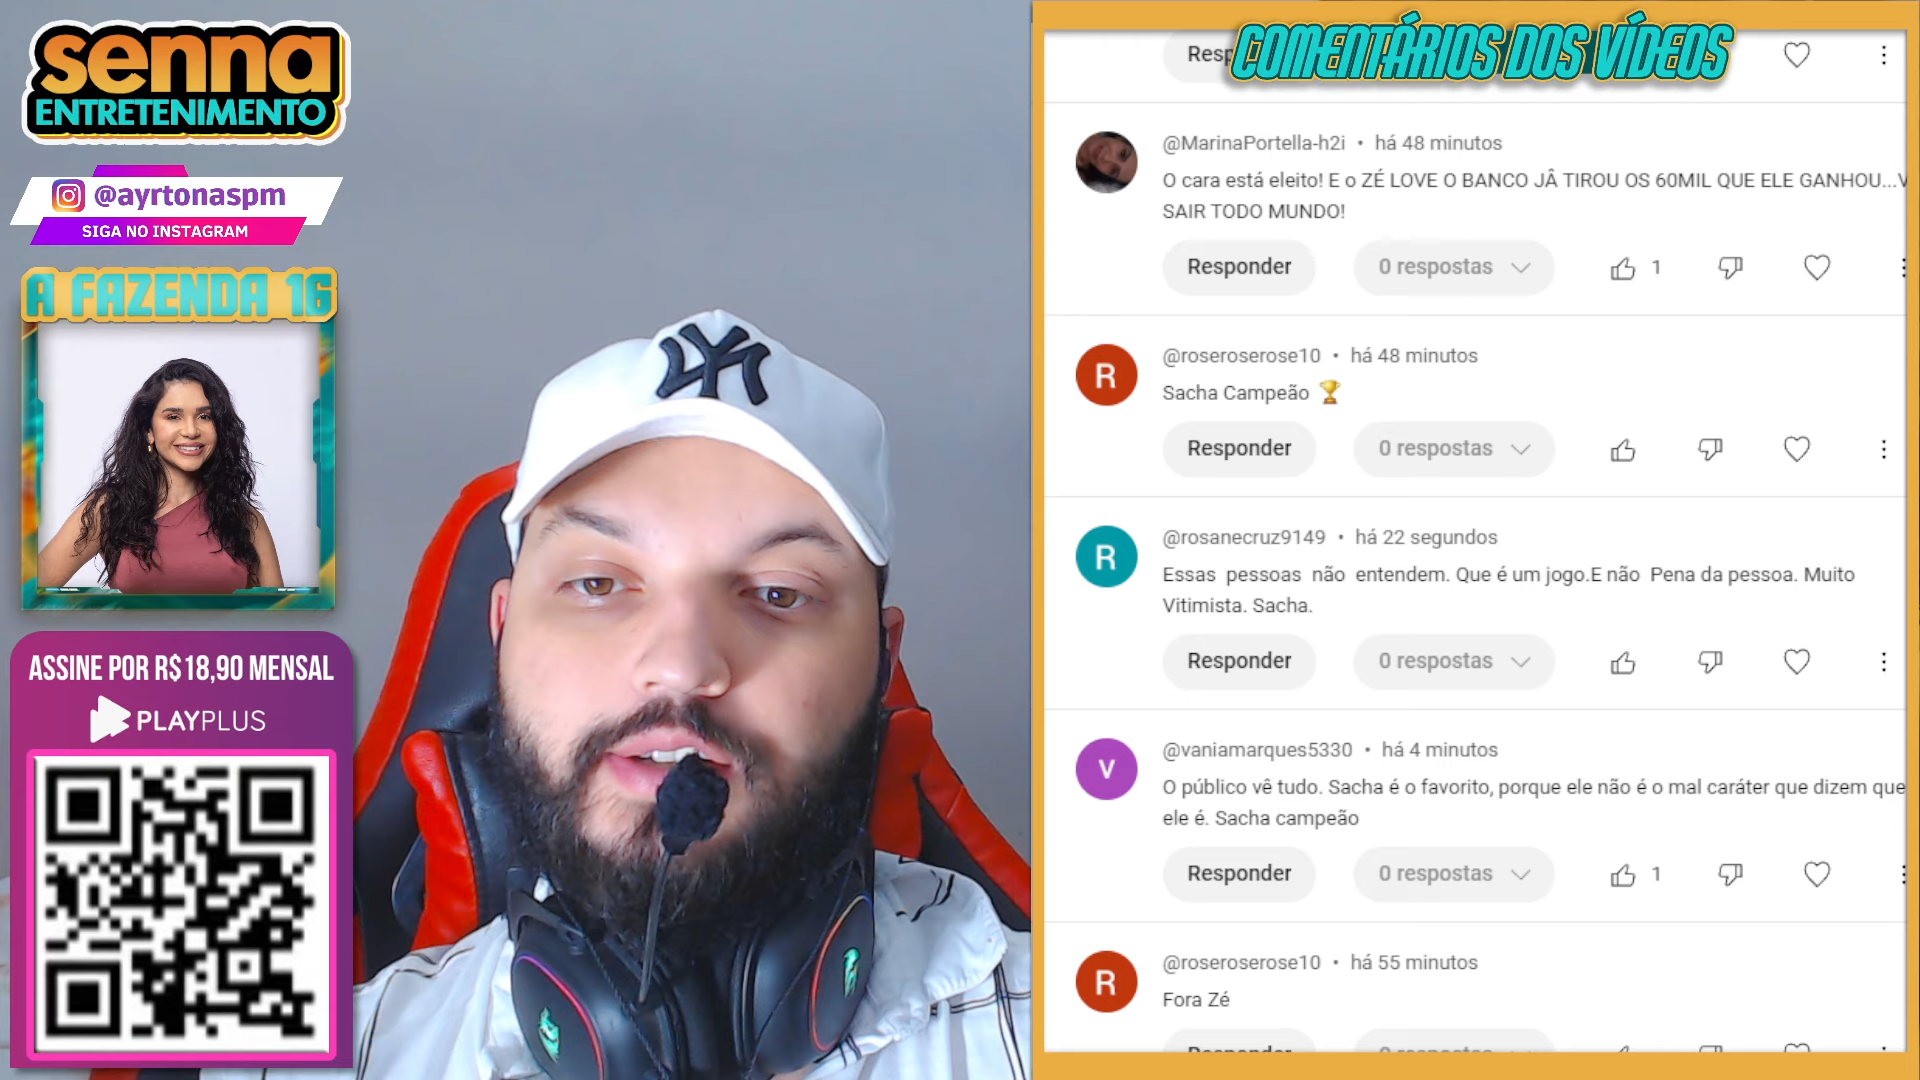 senna
ENTRETENIMENTO
@ayrtonaspm
SIGA NO INSTAGRAM
A FAZENDA 16
ASSINE POR R$18,90 MENSAL
PLAYPLUS
COMENTÁRIOS DOS VÍDEOS
Resp
@MarinaPortella-h2i • há 48 minutos
O cara está eleito! E o ZÉ LOVE O BANCO JÂ TIROU OS 60MIL QUE ELE GANHOU...V
SAIR TODO MUNDO!
Responder 0 respostas 1
@roseroserose10 • há 48 minutos
Sacha Campeão 🏆
Responder 0 respostas
@rosanecruz9149 • há 22 segundos
Essas pessoas não entendem. Que é um jogo.E não Pena da pessoa. Muito
Vitimista. Sacha.
Responder 0 respostas
@vaniamarques5330 • há 4 minutos
O público vê tudo. Sacha é o favorito, porque ele não é o mal caráter que dizem que
ele é. Sacha campeão
Responder 0 respostas 1
@roseroserose10 • há 55 minutos
Fora Zé
Responder 0 respostas